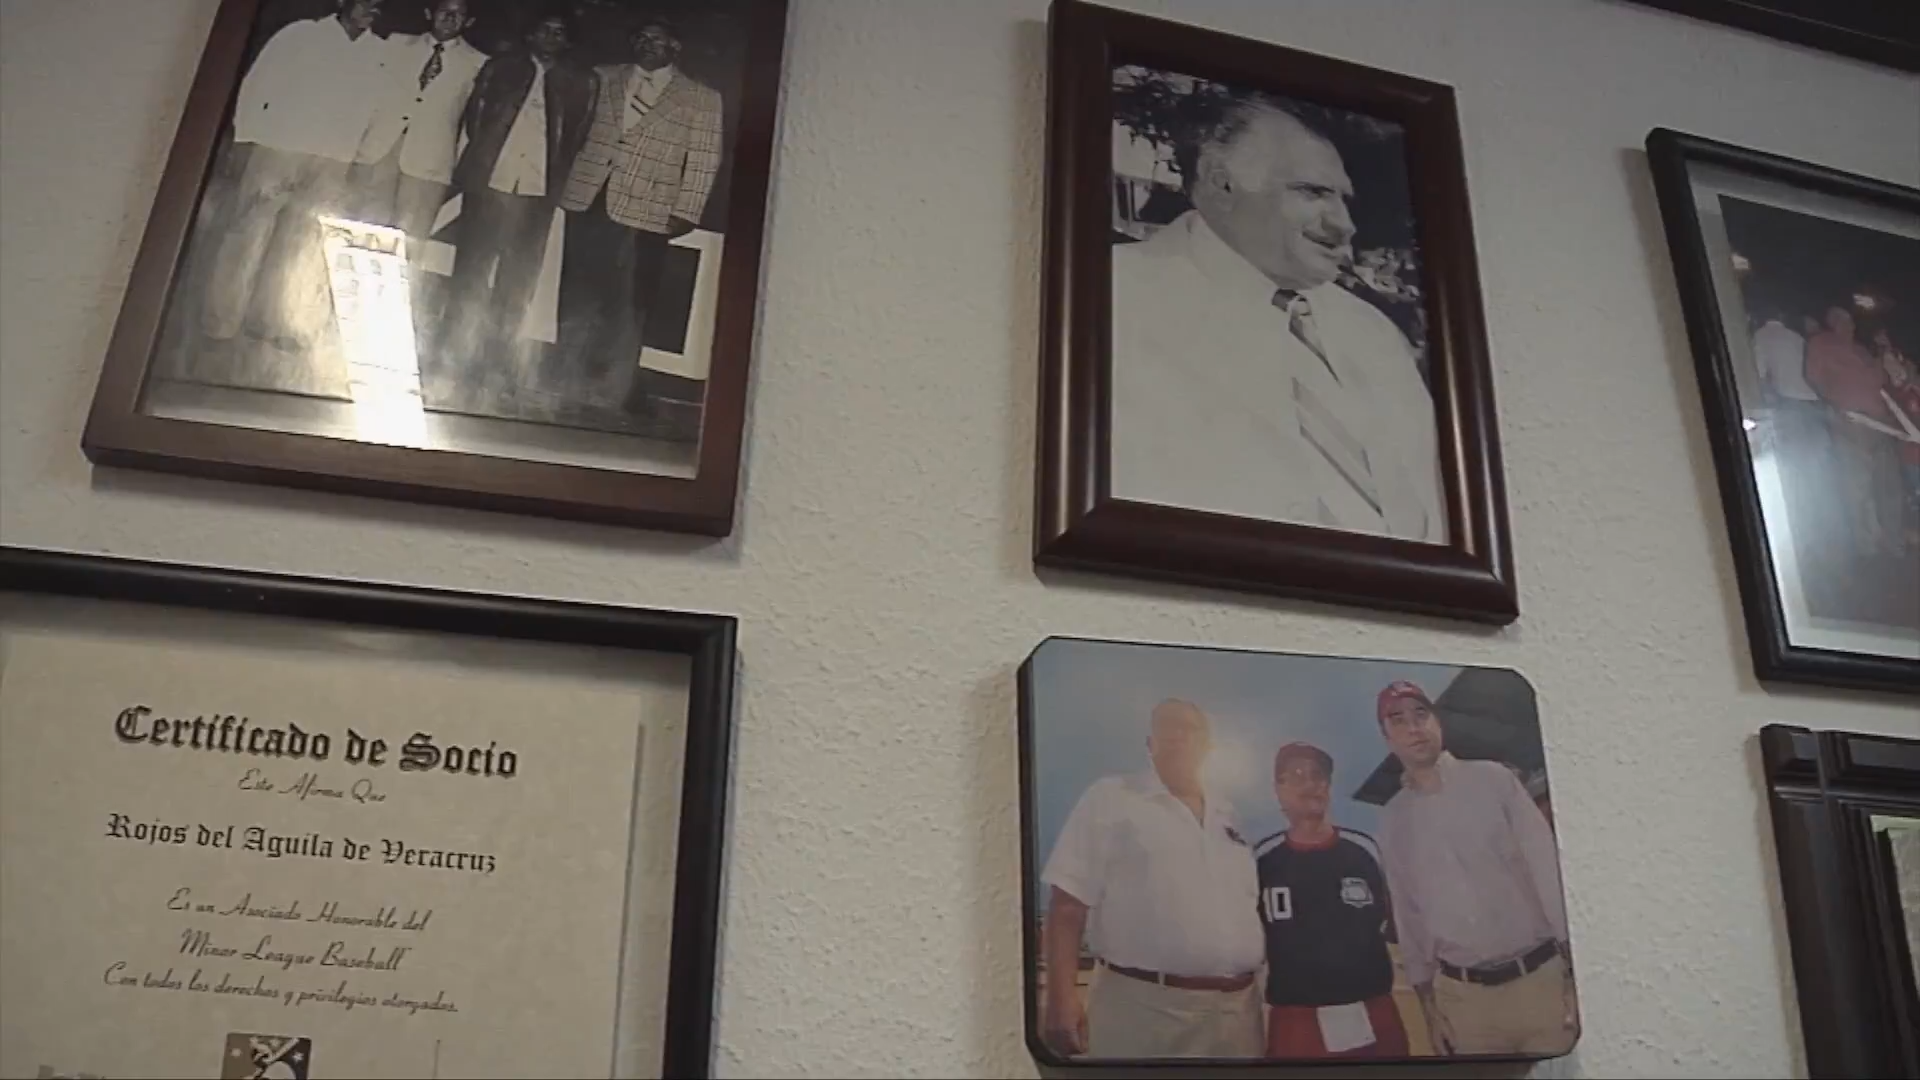 Certificado de Socio
Este Afirma Que
Rojos del Aguila de Veracruz
Es un Asociado Honorable del
Minor League Baseball
Con todos los derechos y privilegios otorgados.
10